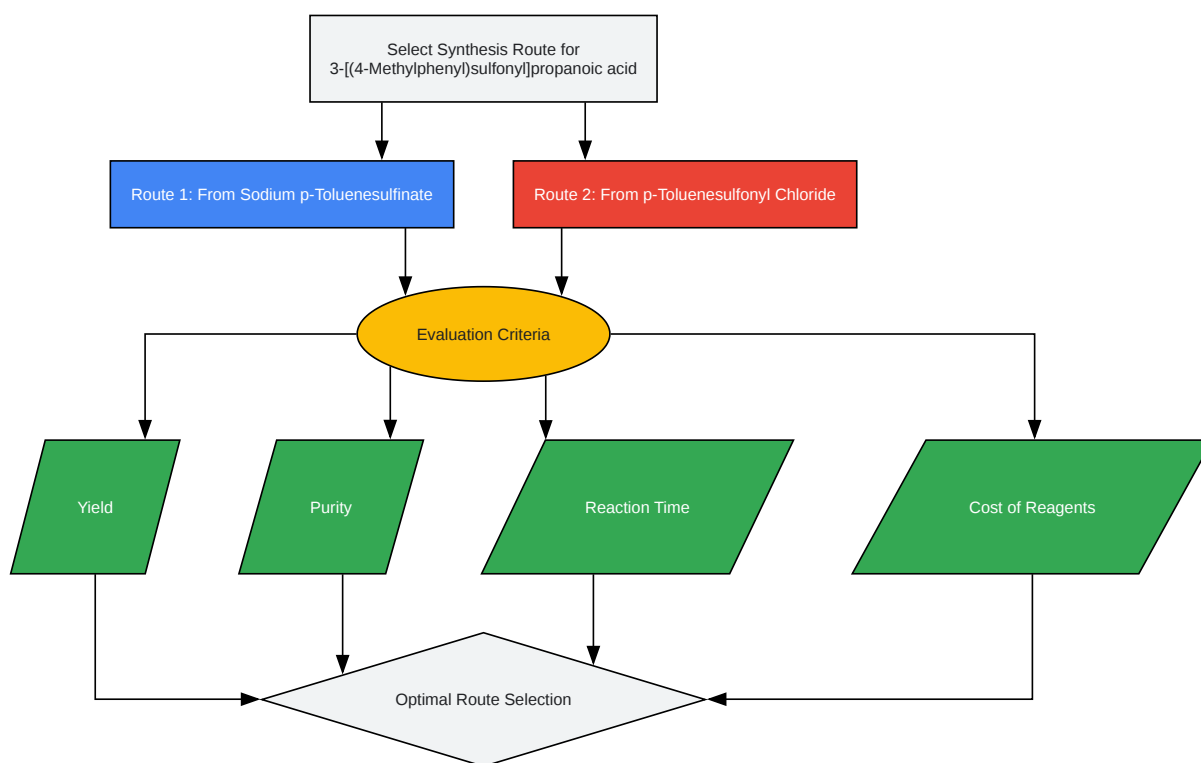 Select Synthesis Route for
3-[(4-Methylphenyl)sulfonyl]propanoic acid
Route 1: From Sodium p-Toluenesulfinate
Route 2: From p-Toluenesulfonyl Chloride
Evaluation Criteria
Yield
Purity
Reaction Time
Cost of Reagents
Optimal Route Selection